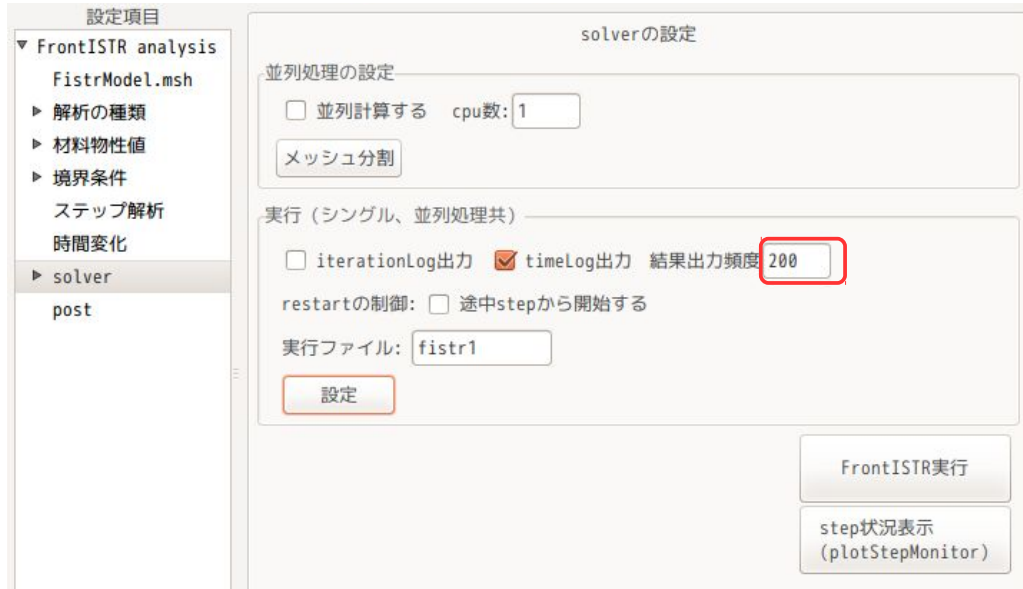 設定項目
FrontISTR analysis
FistrModel.msh
解析の種類
材料物性値
境界条件
ステップ解析
時間変化
solver
post
solverの設定
並列処理の設定
並列計算する cpu数: 1
メッシュ分割
実行（シングル、並列処理共）
iterationLog出力 timeLog出力 結果出力頻度 200
restartの制御: 途中stepから開始する
実行ファイル: fistr1
設定
FrontISTR実行
step状況表示
(plotStepMonitor)